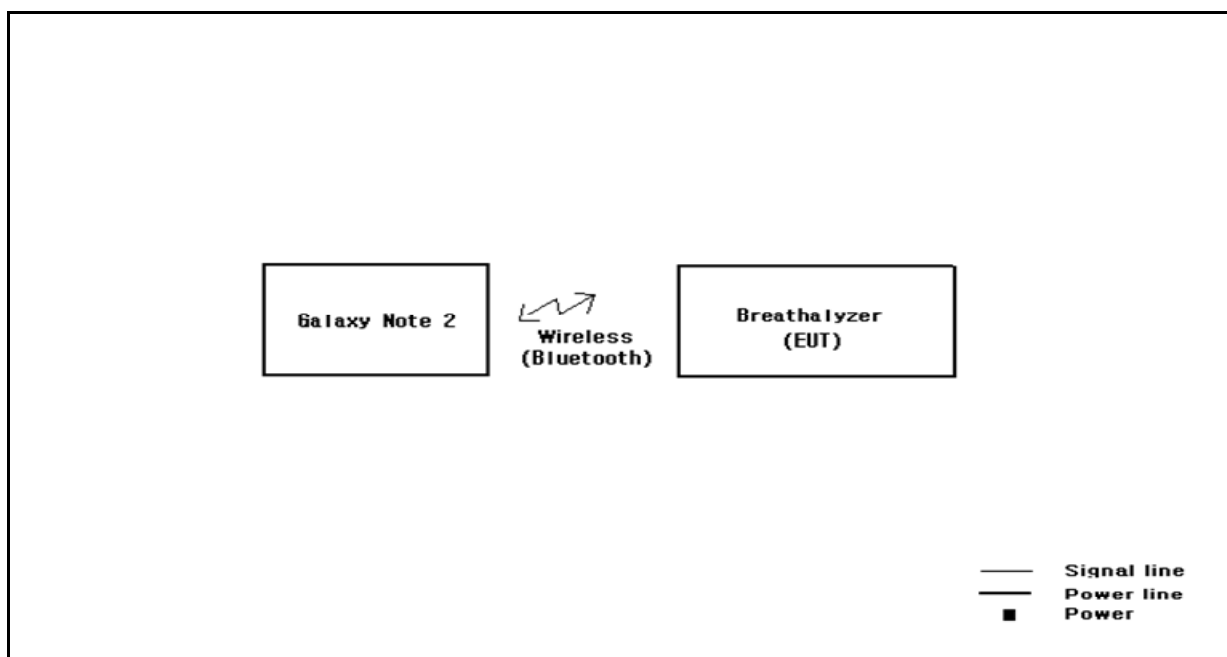 Galaxy Note 2
Wireless
(Bluetooth)
Breathalyzer
(EUT)
Signal line
Power line
Power